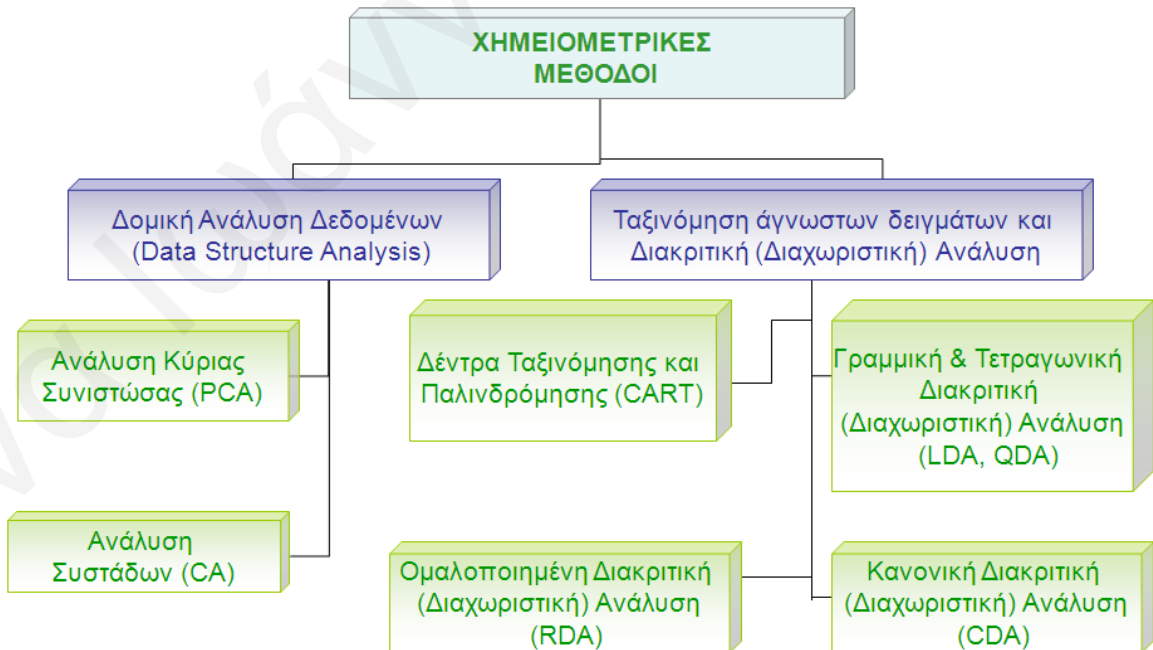 ΧΗΜΕΙΟΜΕΤΡΙΚΕΣ
ΜΕΘΟΔΟΙ
Δομική Ανάλυση Δεδομένων
(Data Structure Analysis)
Ταξινόμηση άγνωστων δειγμάτων και
Διακριτική (Διαχωριστική) Ανάλυση
Ανάλυση Κύριας
Συνιστώσας (PCA)
Δέντρα Ταξινόμησης και
Παλινδρόμησης (CART)
Γραμμική & Τετραγωνική
Διακριτική
(Διαχωριστική) Ανάλυση
(LDA, QDA)
Ανάλυση
Συστάδων (CA)
Ομαλοποιημένη Διακριτική
(Διαχωριστική) Ανάλυση
(RDA)
Κανονική Διακριτική
(Διαχωριστική) Ανάλυση
(CDA)